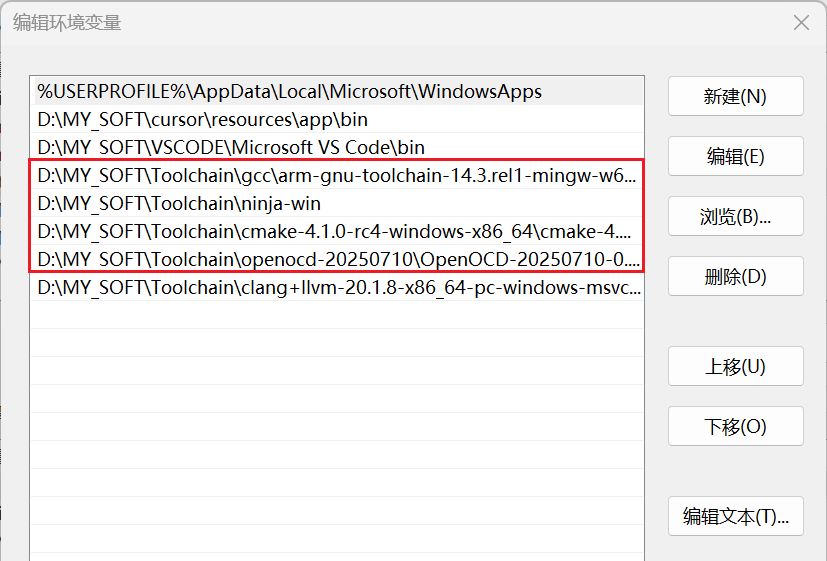 编辑环境变量
%USERPROFILE%\AppData\Local\Microsoft\WindowsApps
D:\MY_SOFT\cursor\resources\app\bin
D:\MY_SOFT\VSCODE\Microsoft VS Code\bin
D:\MY_SOFT\Toolchain\gcc\arm-gnu-toolchain-14.3.rel1-mingw-w6...
D:\MY_SOFT\Toolchain\ninja-win
D:\MY_SOFT\Toolchain\cmake-4.1.0-rc4-windows-x86_64\cmake-4....
D:\MY_SOFT\Toolchain\openocd-20250710\OpenOCD-20250710-0....
D:\MY_SOFT\Toolchain\clang+llvm-20.1.8-x86_64-pc-windows-msvc...
新建(N)
编辑(E)
浏览(B)...
删除(D)
上移(U)
下移(O)
编辑文本(T)...